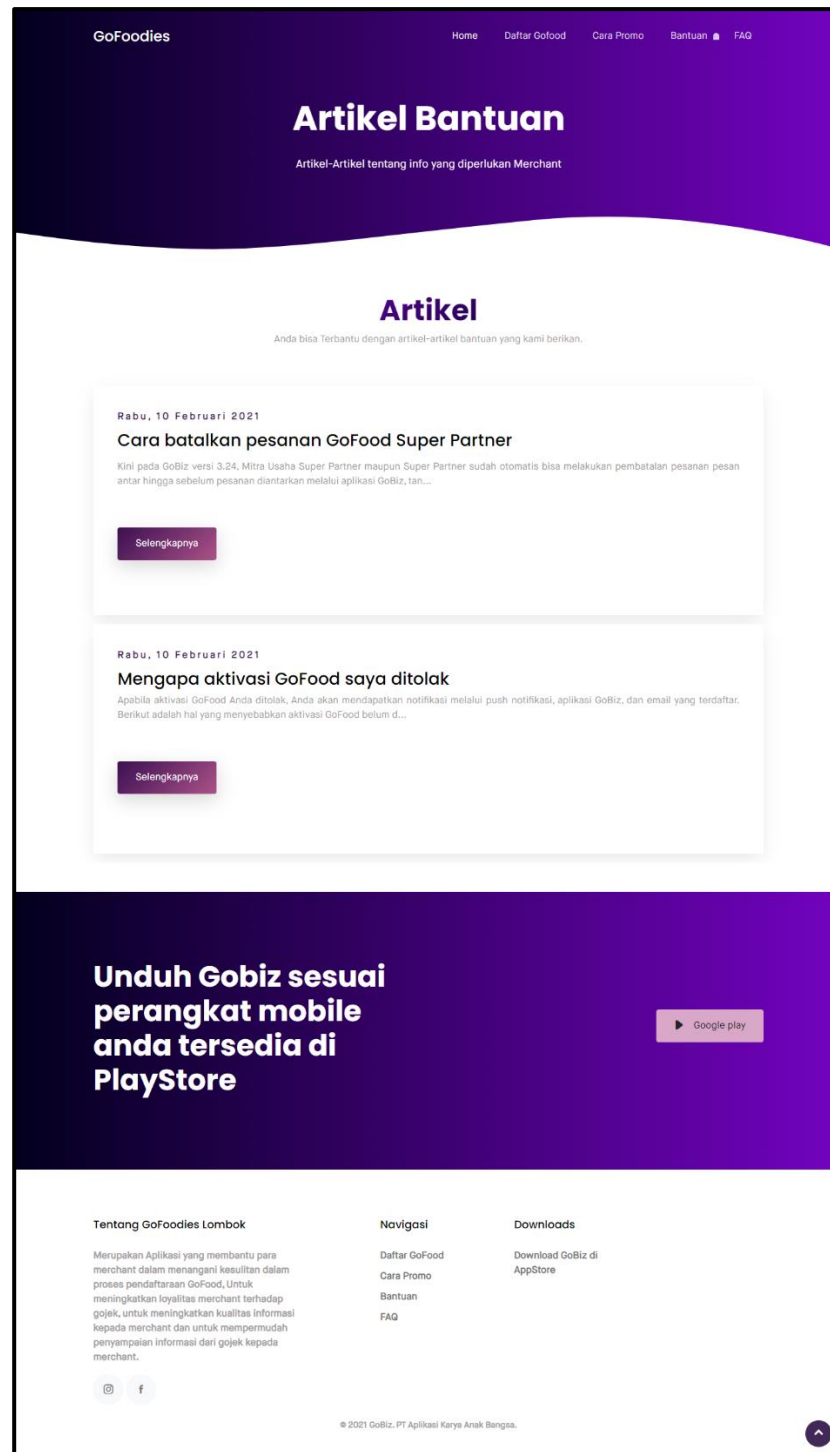 GoFoodies
Home Daftar Gofood Cara Promo Bantuan FAQ
Artikel Bantuan
Artikel-Artikel tentang info yang diperlukan Merchant
Artikel
Anda bisa Terbantu dengan artikel-artikel bantuan yang kami berikan.
Rabu, 10 Februari 2021
Cara batalkan pesanan GoFood Super Partner
Kini pada GoBiz versi 3.24, Mitra Usaha Super Partner maupun Super Partner sudah otomatis bisa melakukan pembatalan pesanan pesan
antar hingga sebelum pesanan diantarkan melalui aplikasi GoBiz, tan...
Selengkapnya
Rabu, 10 Februari 2021
Mengapa aktivasi GoFood saya ditolak
Apabila aktivasi GoFood Anda ditolak, Anda akan mendapatkan notifikasi melalui push notifikasi, aplikasi GoBiz, dan email yang terdaftar.
Berikut adalah hal yang menyebabkan aktivasi GoFood belum d...
Selengkapnya
Unduh Gobiz sesuai
perangkat mobile
anda tersedia di
PlayStore
Google play
Tentang GoFoodies Lombok
Merupakan Aplikasi yang membantu para
merchant dalam menangani kesulitan dalam
proses pendaftaraan GoFood, Untuk
meningkatkan loyalitas merchant terhadap
gojek, untuk meningkatkan kualitas informasi
kepada merchant dan untuk mempermudah
penyampaian informasi dari gojek kepada
merchant.
Navigasi
Daftar GoFood
Cara Promo
Bantuan
FAQ
Downloads
Download GoBiz di
AppStore
© 2021 GoBiz. PT Aplikasi Karya Anak Bangsa.